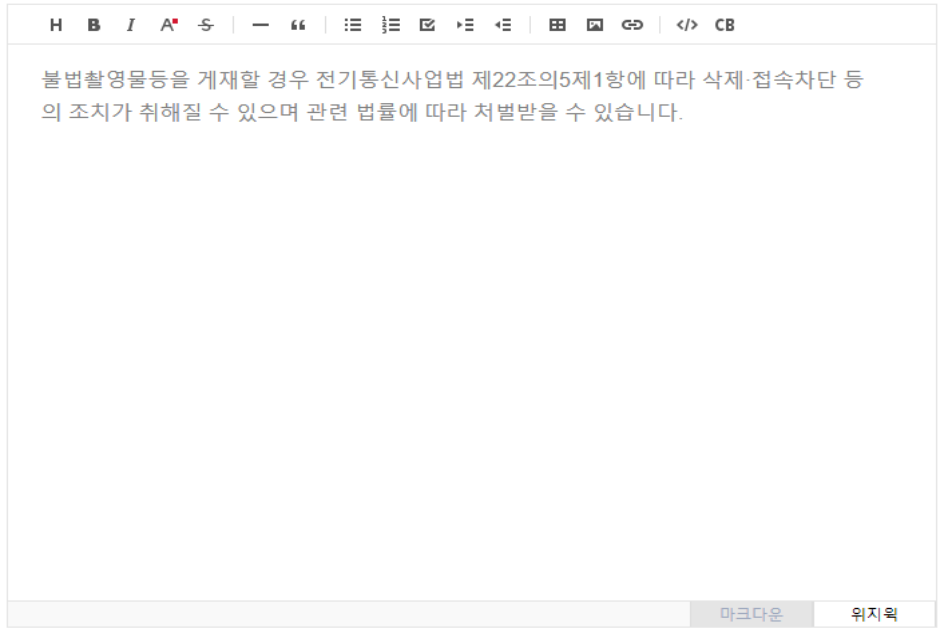 H B I A S — “ </> CB
불법촬영물등을 게재할 경우 전기통신사업법 제22조의5제1항에 따라 삭제·접속차단 등
의 조치가 취해질 수 있으며 관련 법률에 따라 처벌받을 수 있습니다.
마크다운 위지윅